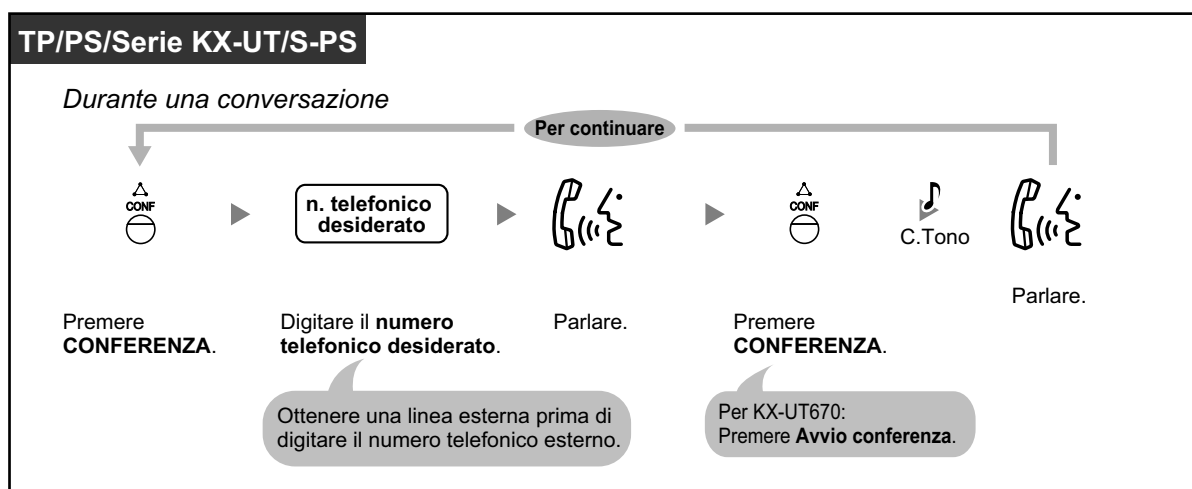 TP/PS/Serie KX-UT/S-PS
Durante una conversazione
Per continuare
CONF
n. telefonico
desiderato
CONF
C.Tono
Premere
CONFERENZA.
Digitare il numero
telefonico desiderato.
Parlare.
Premere
CONFERENZA.
Parlare.
Ottenere una linea esterna prima di
digitare il numero telefonico esterno.
Per KX-UT670:
Premere Avvio conferenza.